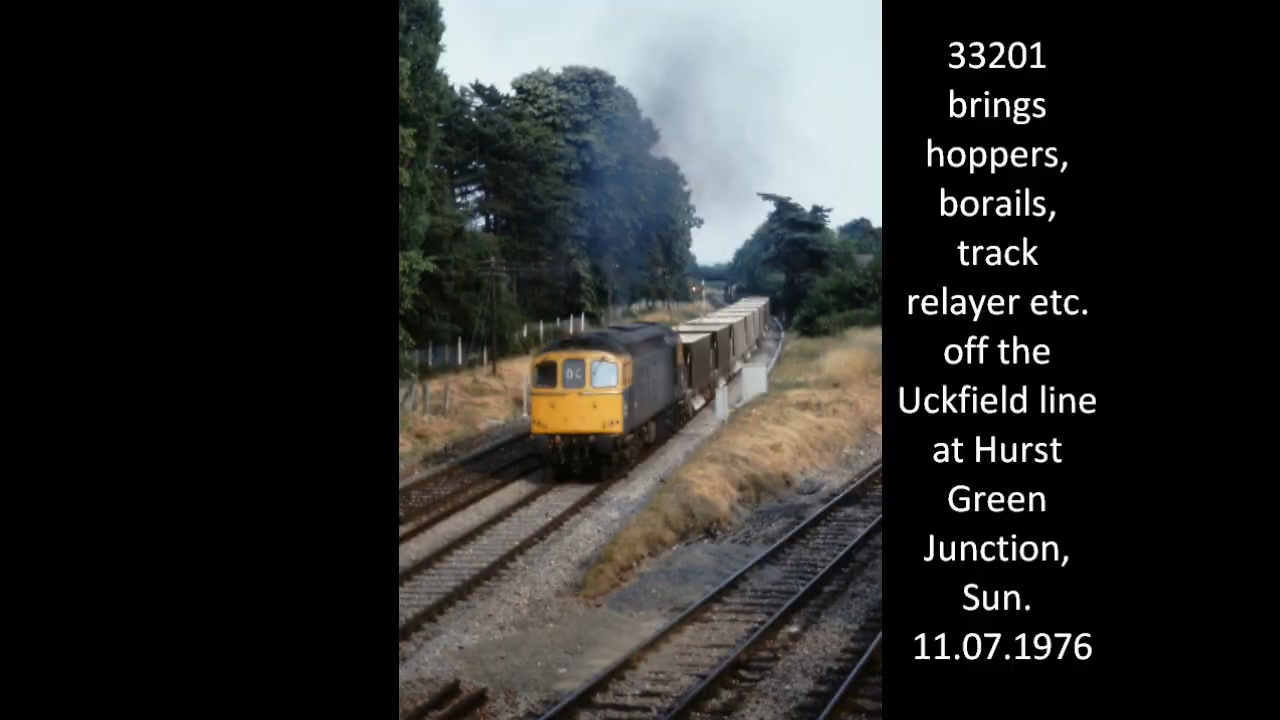 33201
brings
hoppers,
borails,
track
relayer etc.
off the
Uckfield line
at Hurst
Green
Junction,
Sun.
11.07.1976